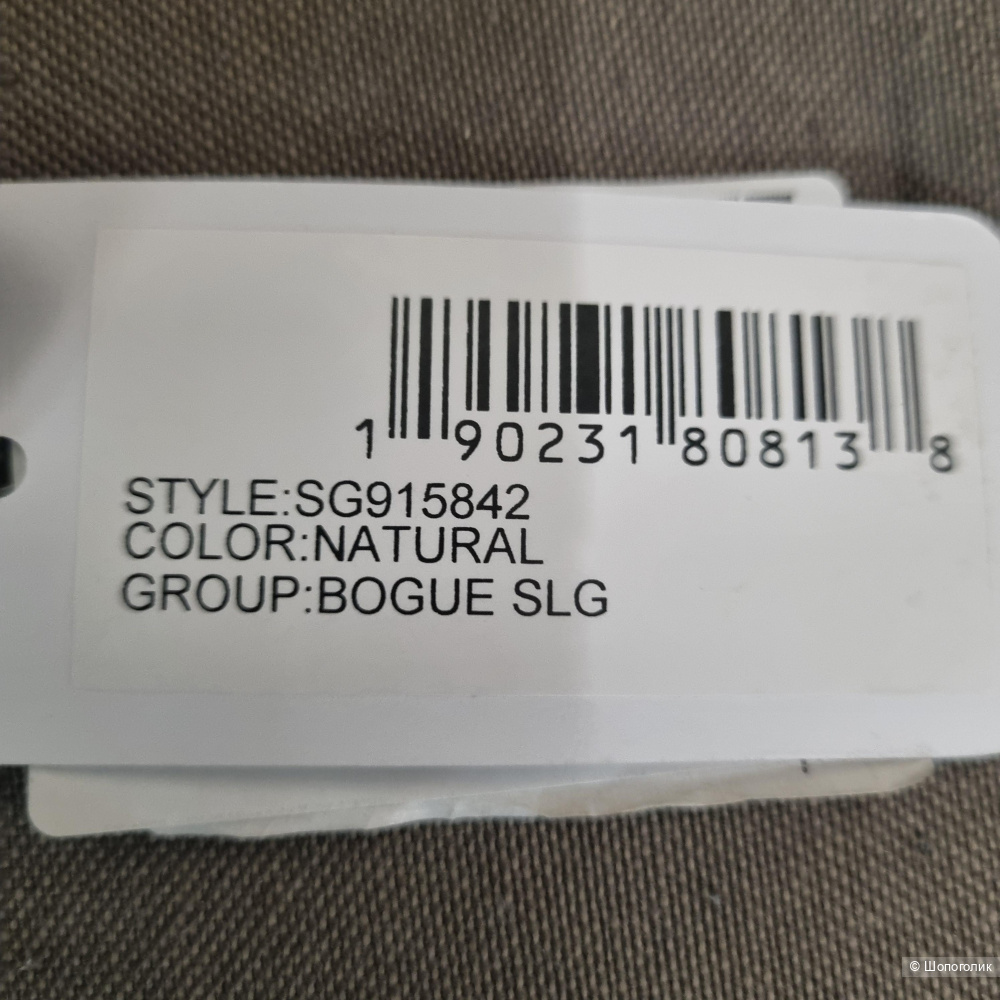 1 90231 80813 8
STYLE:SG915842
COLOR:NATURAL
GROUP:BOGUE SLG
© Шопоголик